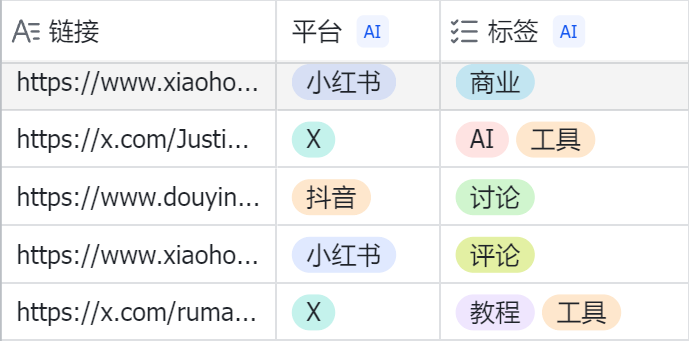 链接 平台 AI 标签 AI
https://www.xiaoho... 小红书 商业
https://x.com/Justi... X AI 工具
https://www.douyin... 抖音 讨论
https://www.xiaoho... 小红书 评论
https://x.com/ruma... X 教程 工具